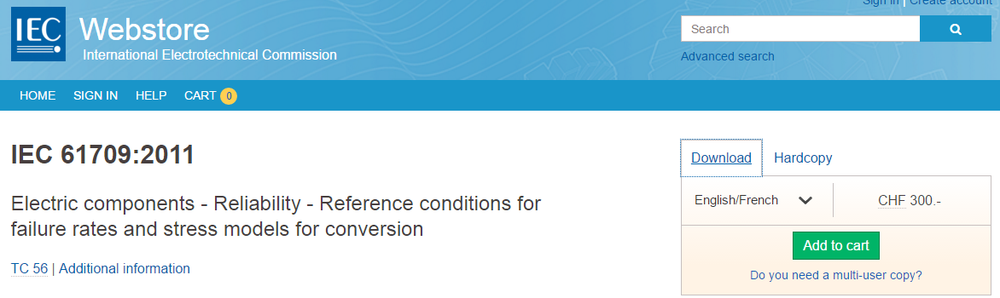 Sign in | Create account
IEC
Webstore
International Electrotechnical Commission
Search
Advanced search
HOME SIGN IN HELP CART 0
IEC 61709:2011
Download Hardcopy
Electric components - Reliability - Reference conditions for
failure rates and stress models for conversion
English/French CHF 300.-
Add to cart
TC 56 | Additional information
Do you need a multi-user copy?